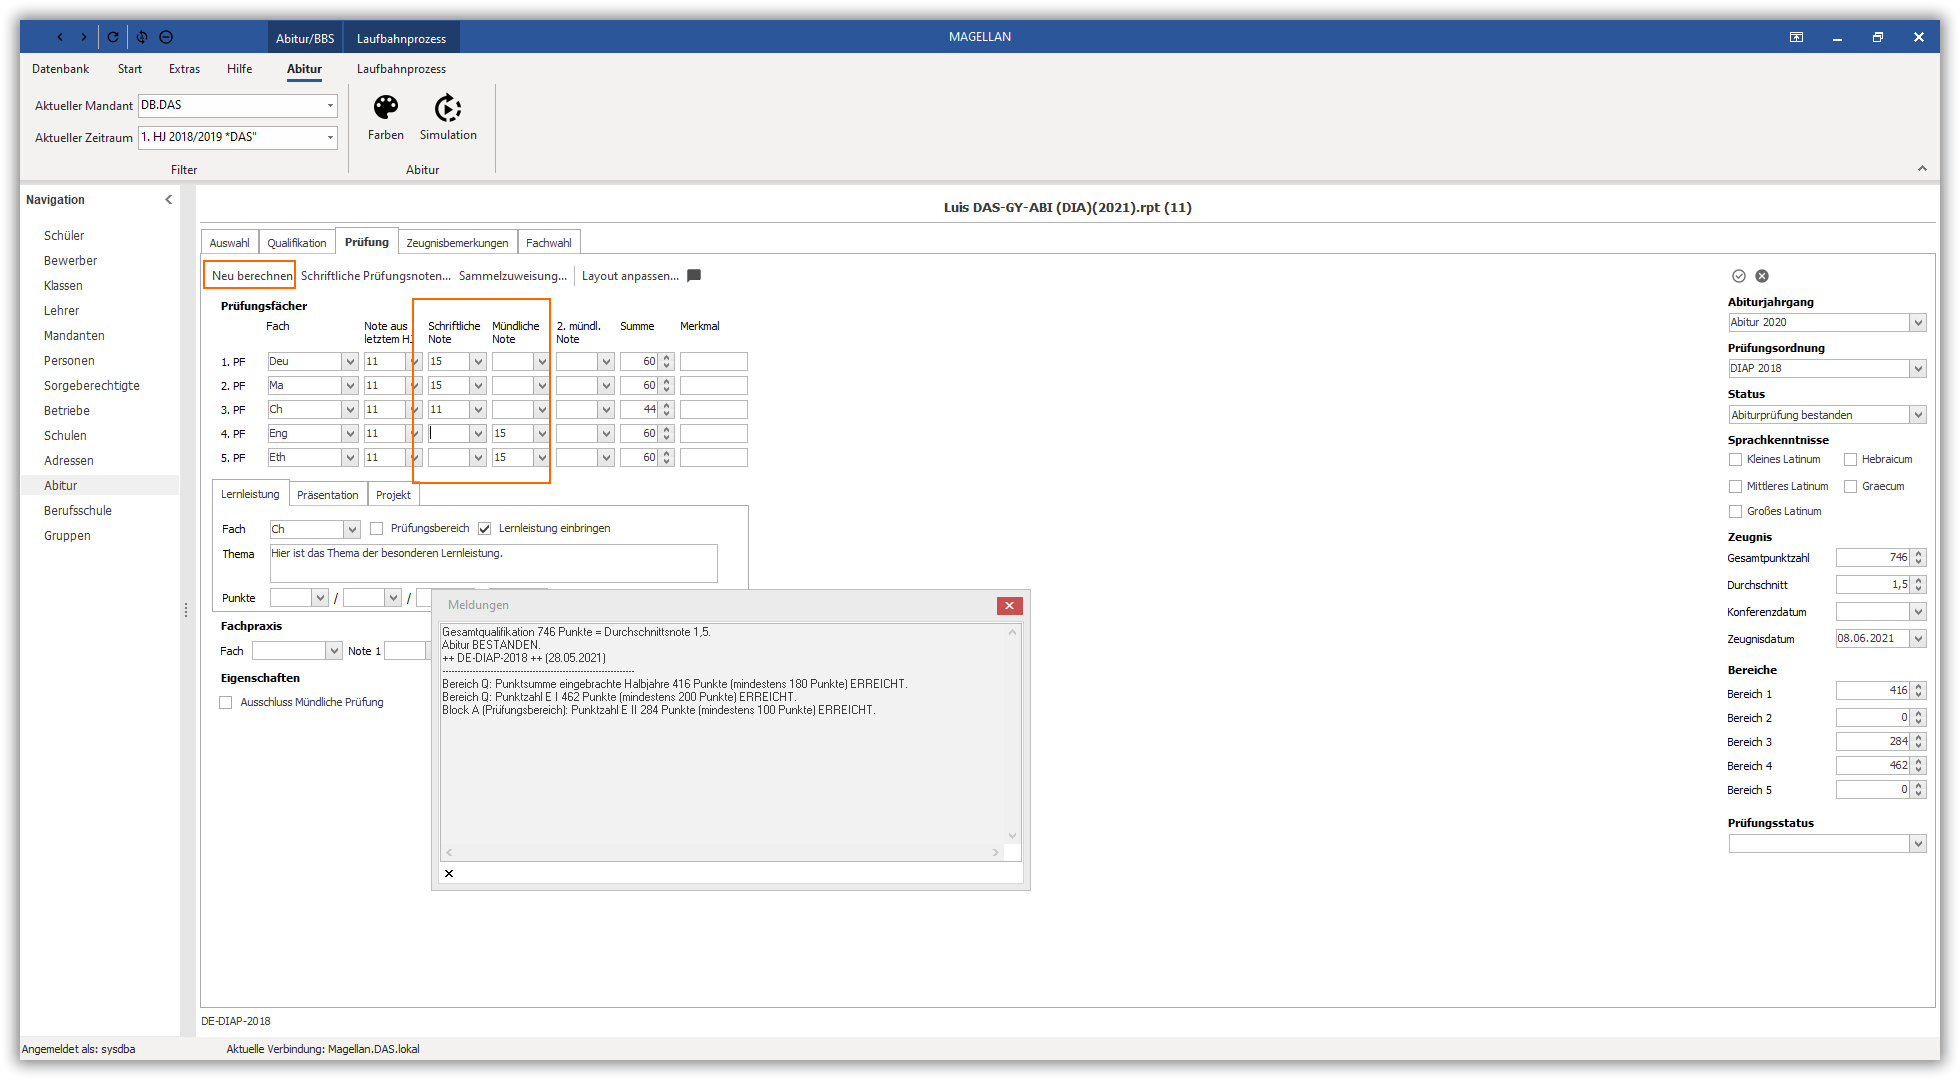 Abitur/BBS Laufbahnprozess MAGELLAN
Datenbank Start Extras Hilfe Abitur Laufbahnprozess
Aktueller Mandant DB.DAS
Aktueller Zeitraum 1. HJ 2018/2019 *DAS"
Farben Simulation
Filter Abitur
Navigation
Schüler
Bewerber
Klassen
Lehrer
Mandanten
Personen
Sorgeberechtigte
Betriebe
Schulen
Adressen
Abitur
Berufsschule
Gruppen
Luis DAS-GY-ABI (DIA)(2021).rpt (11)
Auswahl Qualifikation Prüfung Zeugnisbemerkungen Fachwahl
Neu berechnen Schriftliche Prüfungsnoten... Sammelzuweisung... Layout anpassen...
Prüfungsfächer
Fach Note aus Schriftliche Mündliche 2. mündl. Summe Merkmal
letztem HJ Note Note Note
1. PF Deu 11 15 60
2. PF Ma 11 15 60
3. PF Ch 11 11 44
4. PF Eng 11 15 60
5. PF Eth 11 15 60
Lernleistung Präsentation Projekt
Fach Ch Prüfungsbereich Lernleistung einbringen
Thema Hier ist das Thema der besonderen Lernleistung.
Punkte / /
Fachpraxis
Fach Note 1
Eigenschaften
Ausschluss Mündliche Prüfung
Meldungen
Gesamtqualifikation 746 Punkte = Durchschnittsnote 1,5.
Abitur BESTANDEN.
++ DE-DIAP-2018 ++ (28.05.2021)
----------------------------------------------------------------
Bereich Q: Punktsumme eingebrachte Halbjahre 416 Punkte (mindestens 180 Punkte) ERREICHT.
Bereich Q: Punktzahl E I 462 Punkte (mindestens 200 Punkte) ERREICHT.
Block A (Prüfungsbereich): Punktzahl E II 284 Punkte (mindestens 100 Punkte) ERREICHT.
Abiturjahrgang
Abitur 2020
Prüfungsordnung
DIAP 2018
Status
Abiturprüfung bestanden
Sprachkenntnisse
Kleines Latinum Hebraicum
Mittleres Latinum Graecum
Großes Latinum
Zeugnis
Gesamtpunktzahl 746
Durchschnitt 1,5
Konferenzdatum
Zeugnisdatum 08.06.2021
Bereiche
Bereich 1 416
Bereich 2 0
Bereich 3 284
Bereich 4 462
Bereich 5 0
Prüfungsstatus
DE-DIAP-2018
Angemeldet als: sysdba Aktuelle Verbindung: Magellan.DAS.lokal